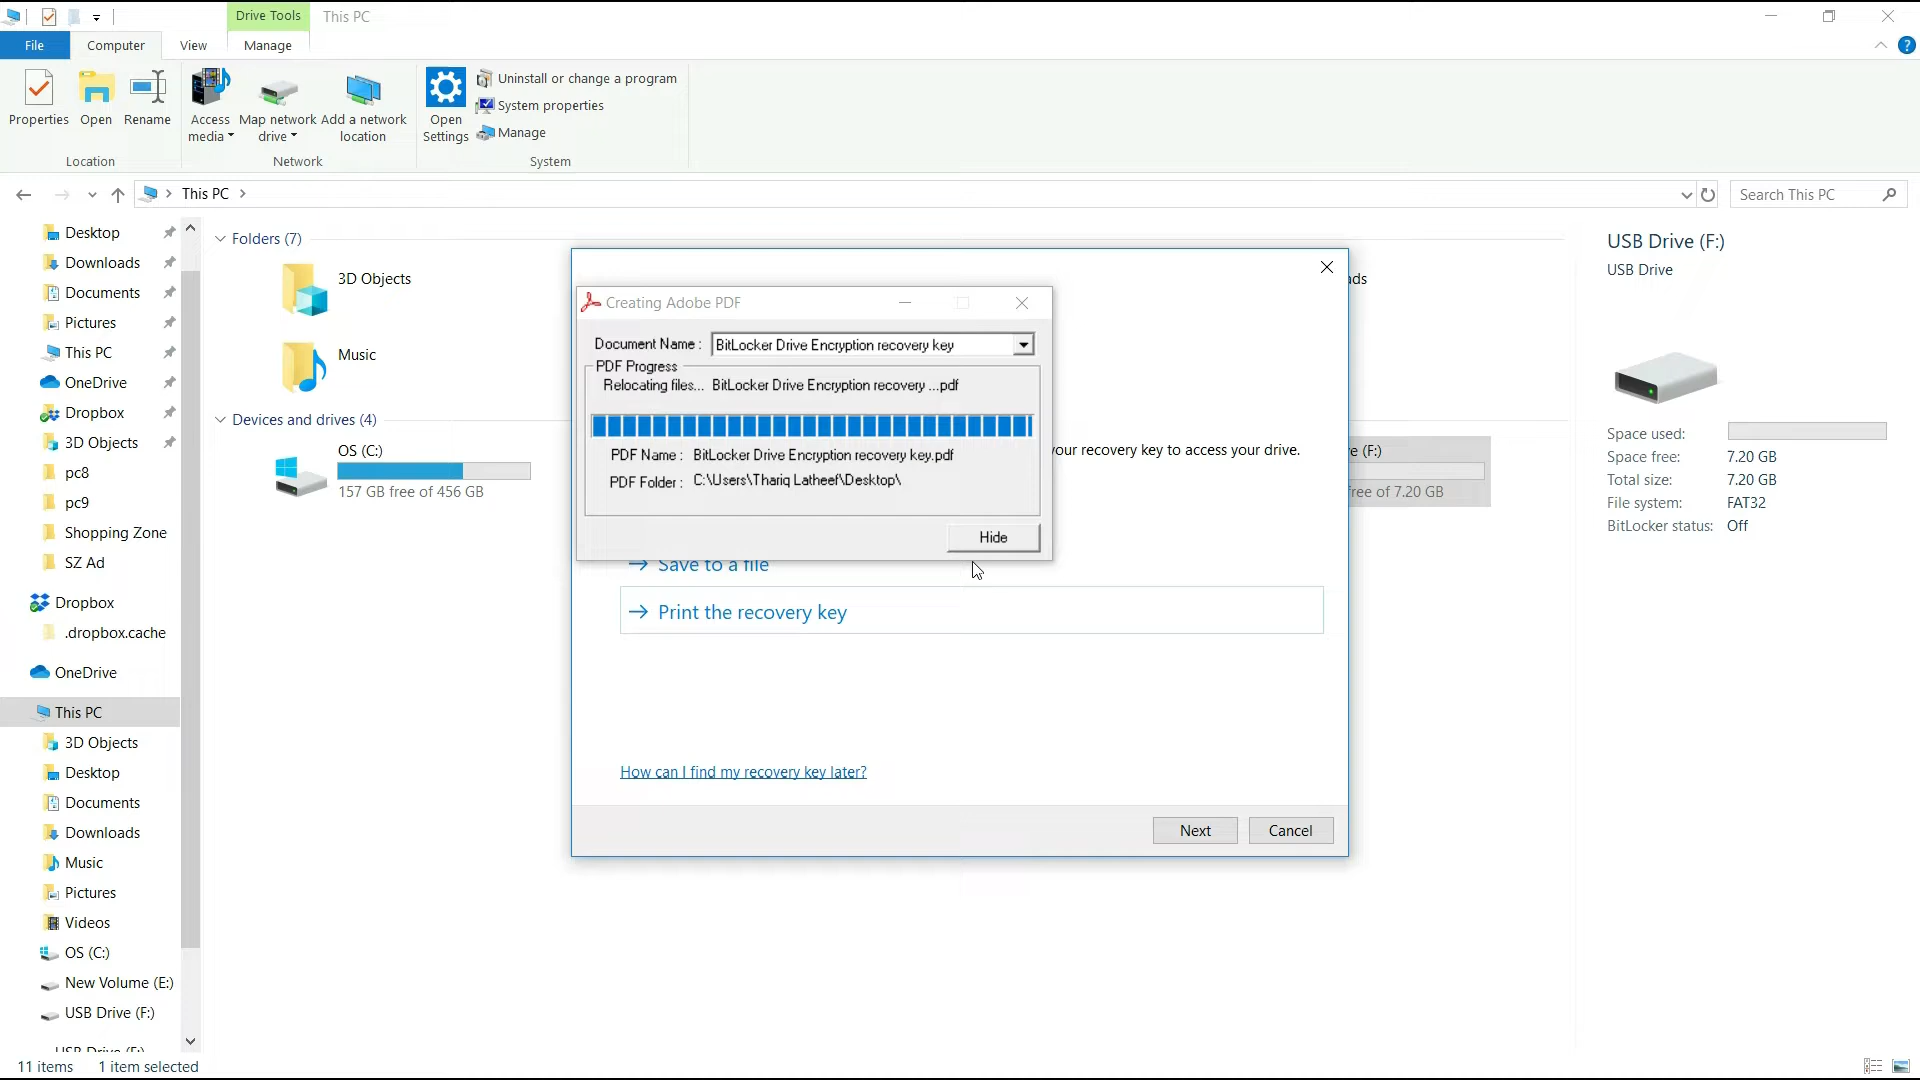 Drive Tools
This PC
File
Computer
View
Manage
Properties
Open
Rename
Access media
Map network drive
Add a network location
Open Settings
Uninstall or change a program
System properties
Manage
Location
Network
System
This PC
Search This PC
Desktop
Downloads
Documents
Pictures
This PC
OneDrive
Dropbox
3D Objects
pc8
pc9
Shopping Zone
SZ Ad
Dropbox
.dropbox.cache
OneDrive
This PC
3D Objects
Desktop
Documents
Downloads
Music
Pictures
Videos
OS (C:)
New Volume (E:)
USB Drive (F:)
USB Drive (F:)
Folders (7)
3D Objects
Music
Devices and drives (4)
OS (C:)
157 GB free of 456 GB
Creating Adobe PDF
Document Name :
BitLocker Drive Encryption recovery key
PDF Progress
Relocating files... BitLocker Drive Encryption recovery ...pdf
PDF Name : BitLocker Drive Encryption recovery key.pdf
PDF Folder : C:\Users\Thariq Latheef\Desktop\
Hide
your recovery key to access your drive.
Save to a file
Print the recovery key
How can I find my recovery key later?
Next
Cancel
(F:)
free of 7.20 GB
USB Drive (F:)
USB Drive
Space used:
Space free: 7.20 GB
Total size: 7.20 GB
File system: FAT32
BitLocker status: Off
11 items
1 item selected